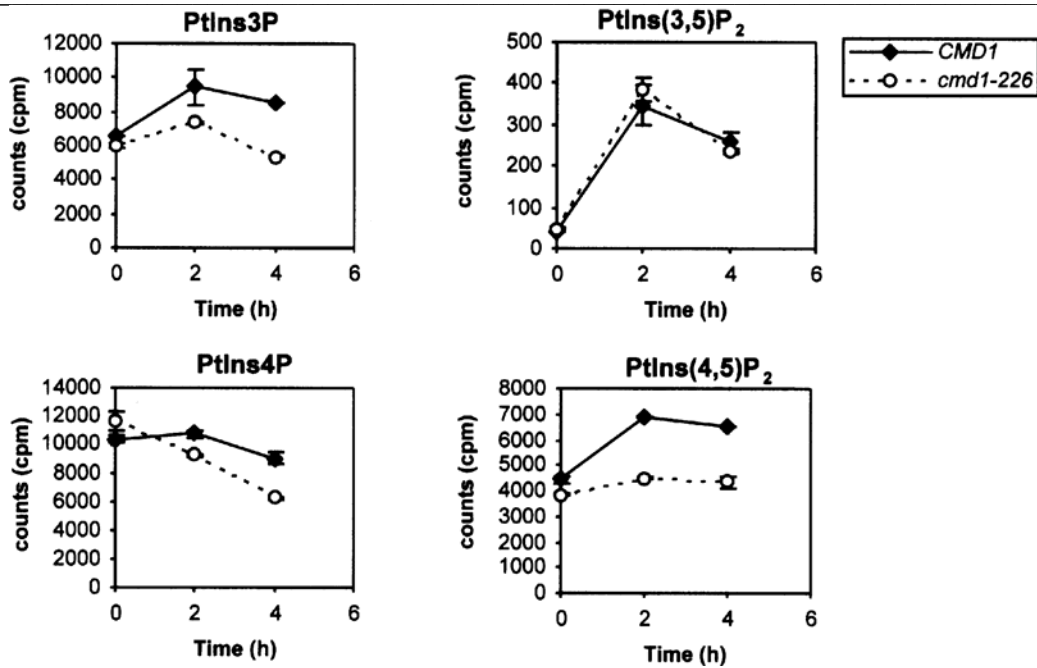 PtIns3P
12000
10000
8000
6000
4000
2000
0
counts (cpm)
0 2 4 6
Time (h)
PtIns(3,5)P₂
500
400
300
200
100
0
counts (cpm)
0 2 4 6
Time (h)
CMD1
cmd1-226
PtIns4P
14000
12000
10000
8000
6000
4000
2000
0
counts (cpm)
0 2 4 6
Time (h)
PtIns(4,5)P₂
8000
7000
6000
5000
4000
3000
2000
1000
0
counts (cpm)
0 2 4 6
Time (h)